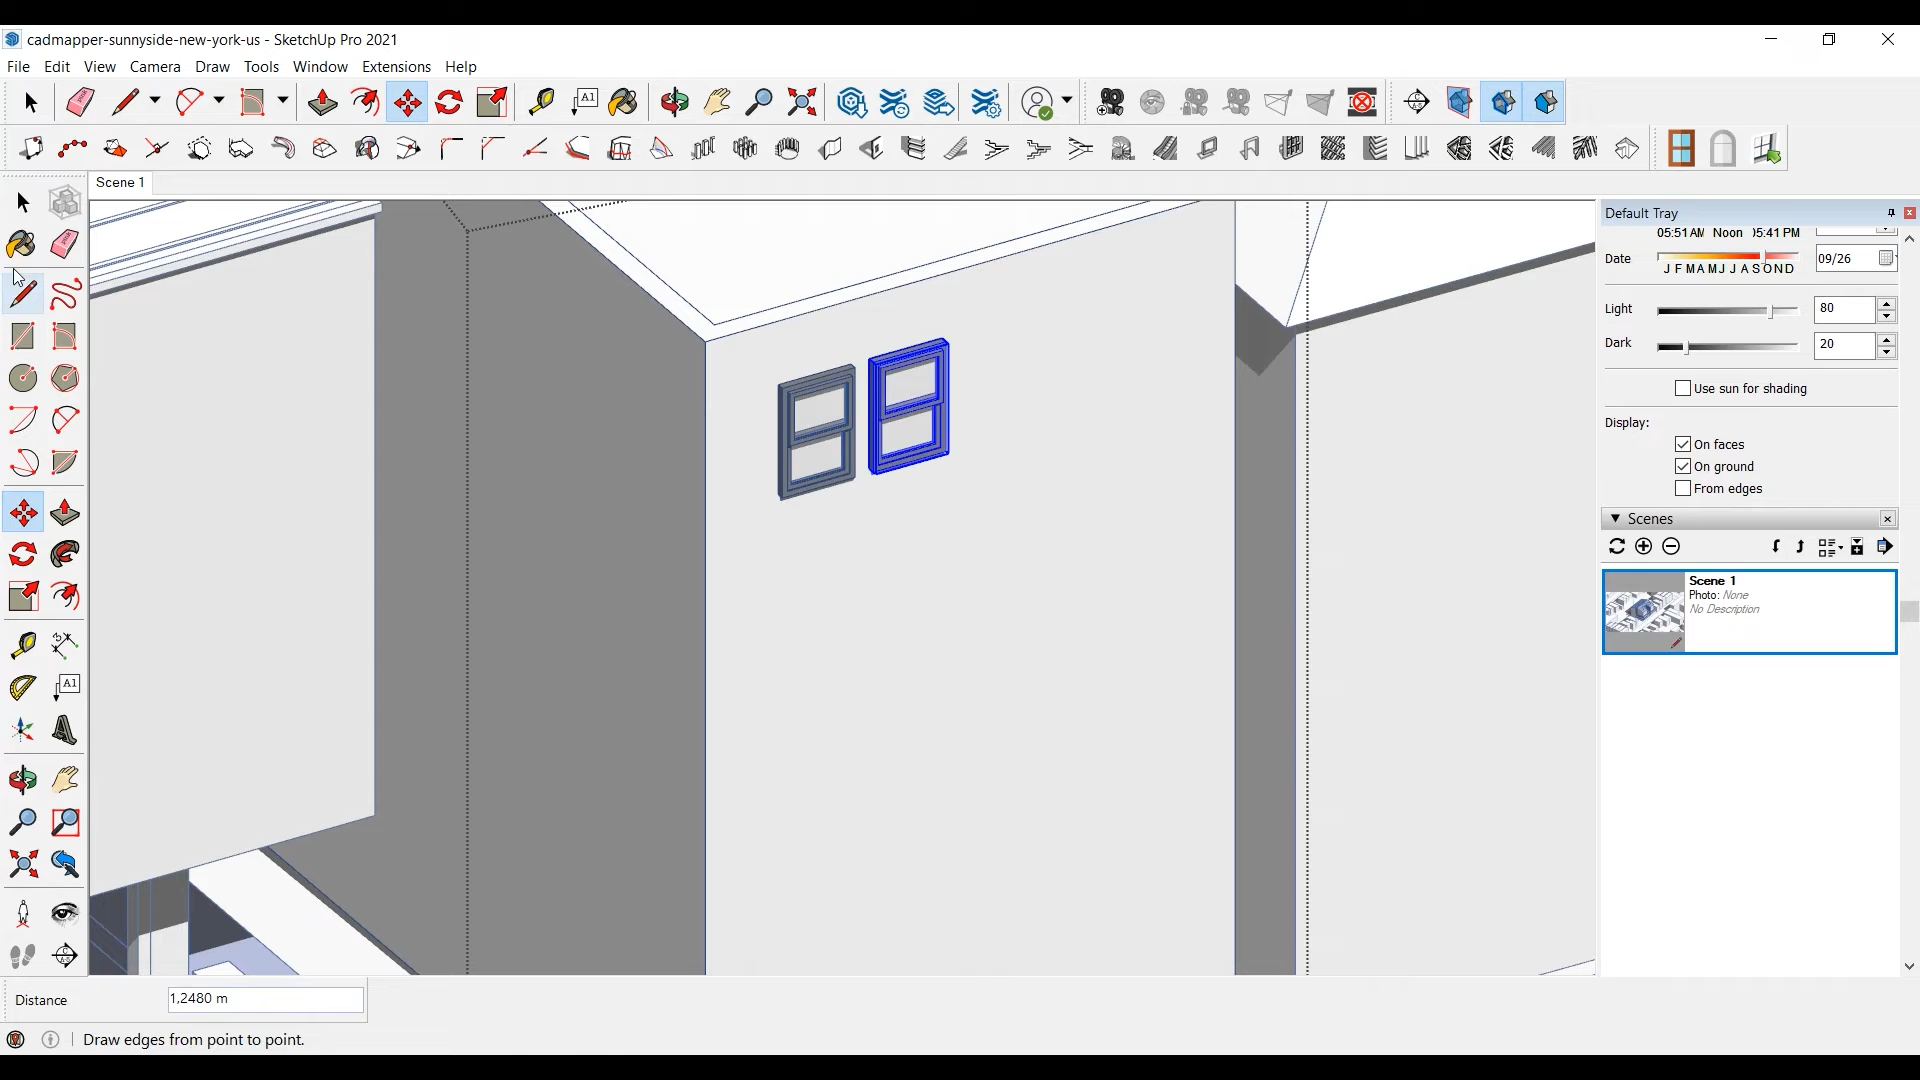 cadmapper-sunnyside-new-york-us - SketchUp Pro 2021
File Edit View Camera Draw Tools Window Extensions Help
Scene 1
Default Tray
05:51 AM Noon 05:41 PM
Date J F M A M J J A S O N D 09/26
Light 80
Dark 20
Use sun for shading
Display:
On faces
On ground
From edges
Scenes
Scene 1
Photo: None
No Description
Distance 1,2480 m
Draw edges from point to point.